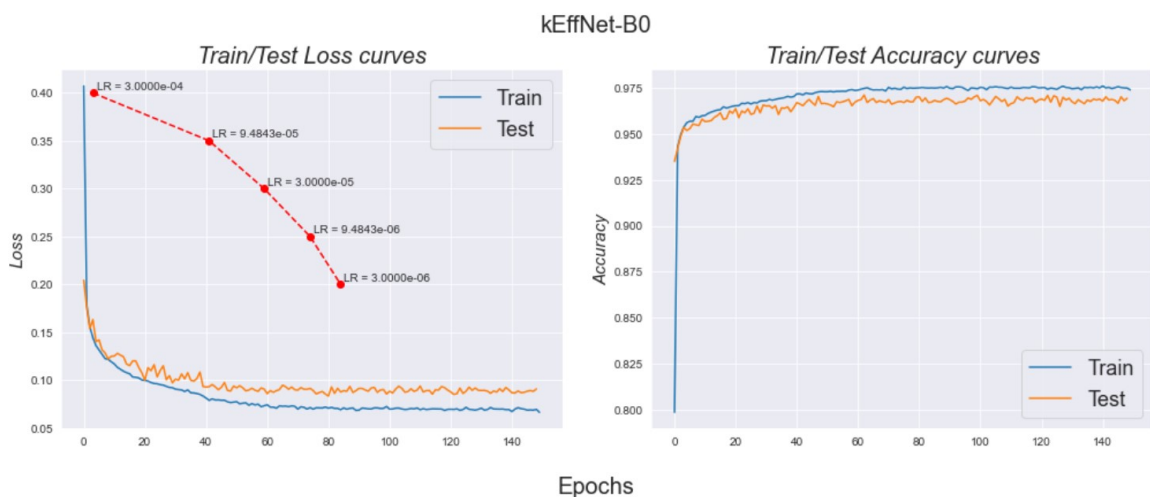 kEffNet-B0
Train/Test Loss curves
LR = 3.0000e-04
LR = 9.4843e-05
LR = 3.0000e-05
LR = 9.4843e-06
LR = 3.0000e-06
Train
Test
0.40
0.35
0.30
0.25
0.20
0.15
0.10
0.05
Loss
0 20 40 60 80 100 120 140
Train/Test Accuracy curves
0.975
0.950
0.925
0.900
0.875
0.850
0.825
0.800
Accuracy
Train
Test
0 20 40 60 80 100 120 140
Epochs